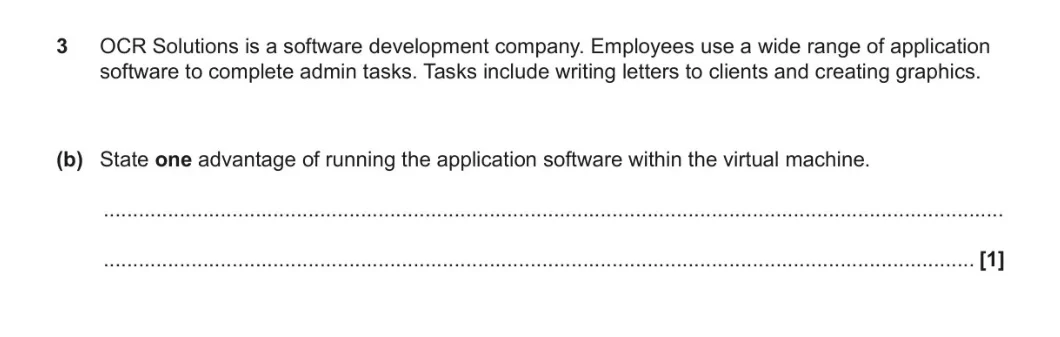 3 OCR Solutions is a software development company. Employees use a wide range of application
software to complete admin tasks. Tasks include writing letters to clients and creating graphics.
(b) State one advantage of running the application software within the virtual machine.
[1]